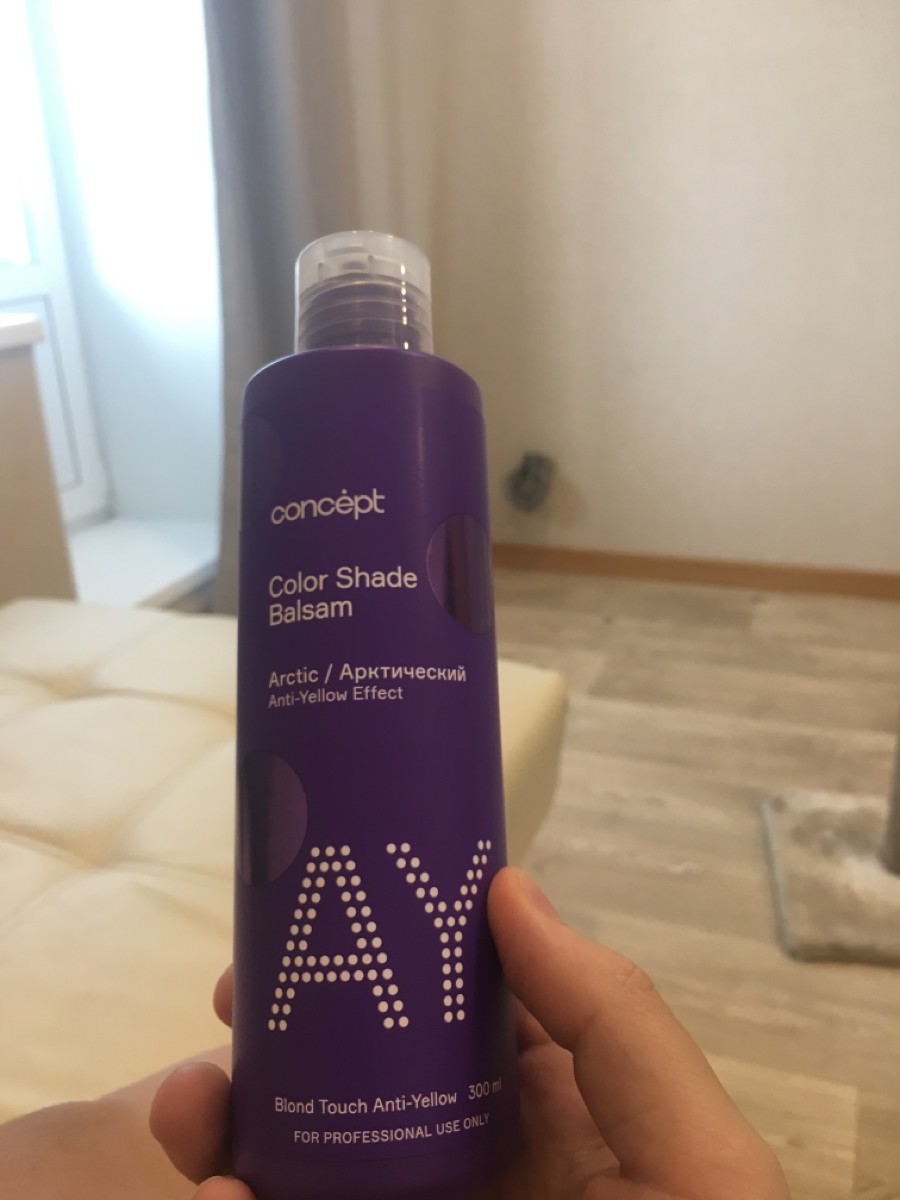 concept
Color Shade
Balsam
Arctic / Арктический
Anti-Yellow Effect
AY
Blond Touch Anti-Yellow 300 ml
FOR PROFESSIONAL USE ONLY